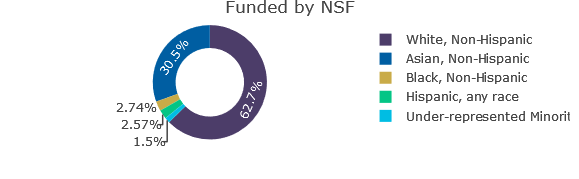 Funded by NSF
White, Non-Hispanic
Asian, Non-Hispanic
Black, Non-Hispanic
Hispanic, any race
Under-represented Minorit
30.5%
62.7%
2.74%
2.57%
1.5%